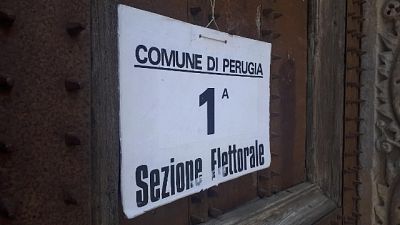 COMUNE DI PERUGIA
1ᴬ
Sezione Elettorale